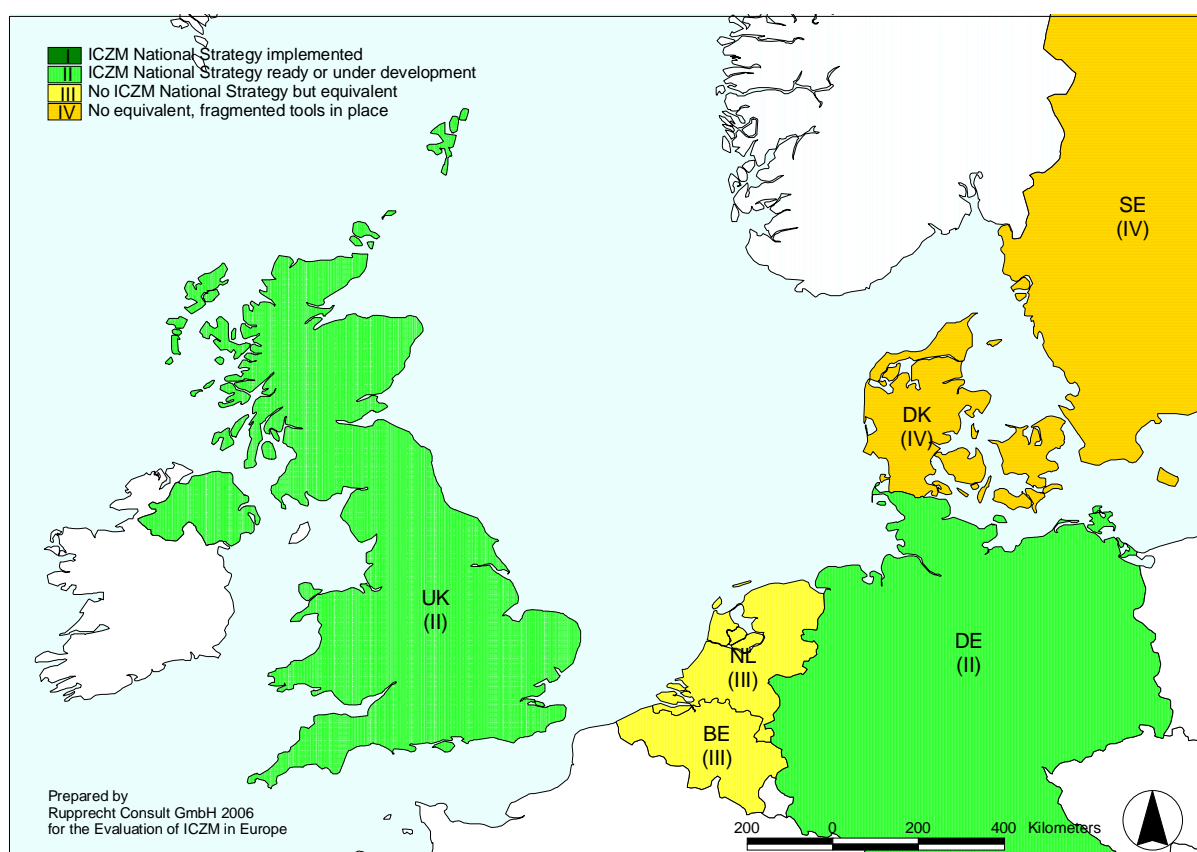 I ICZM National Strategy implemented
II ICZM National Strategy ready or under development
III No ICZM National Strategy but equivalent
IV No equivalent, fragmented tools in place
SE
(IV)
DK
(IV)
UK
(II)
DE
(II)
NL
(III)
BE
(III)
Prepared by
Rupprecht Consult GmbH 2006
for the Evaluation of ICZM in Europe
200 0 200 400 Kilometers